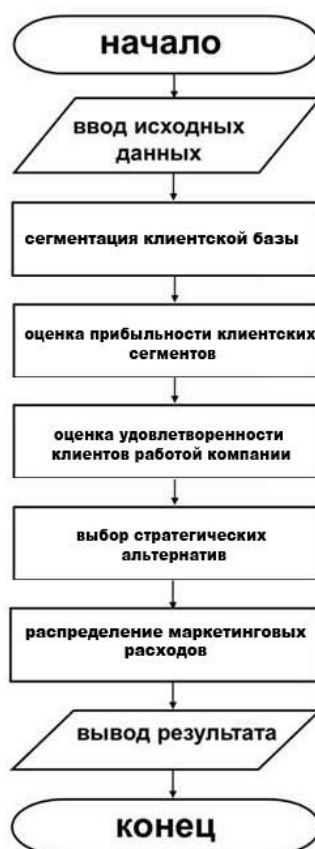 начало
ввод исходных
данных
сегментация клиентской базы
оценка прибыльности клиентских
сегментов
оценка удовлетворенности
клиентов работой компании
выбор стратегических
альтернатив
распределение маркетинговых
расходов
вывод результата
конец